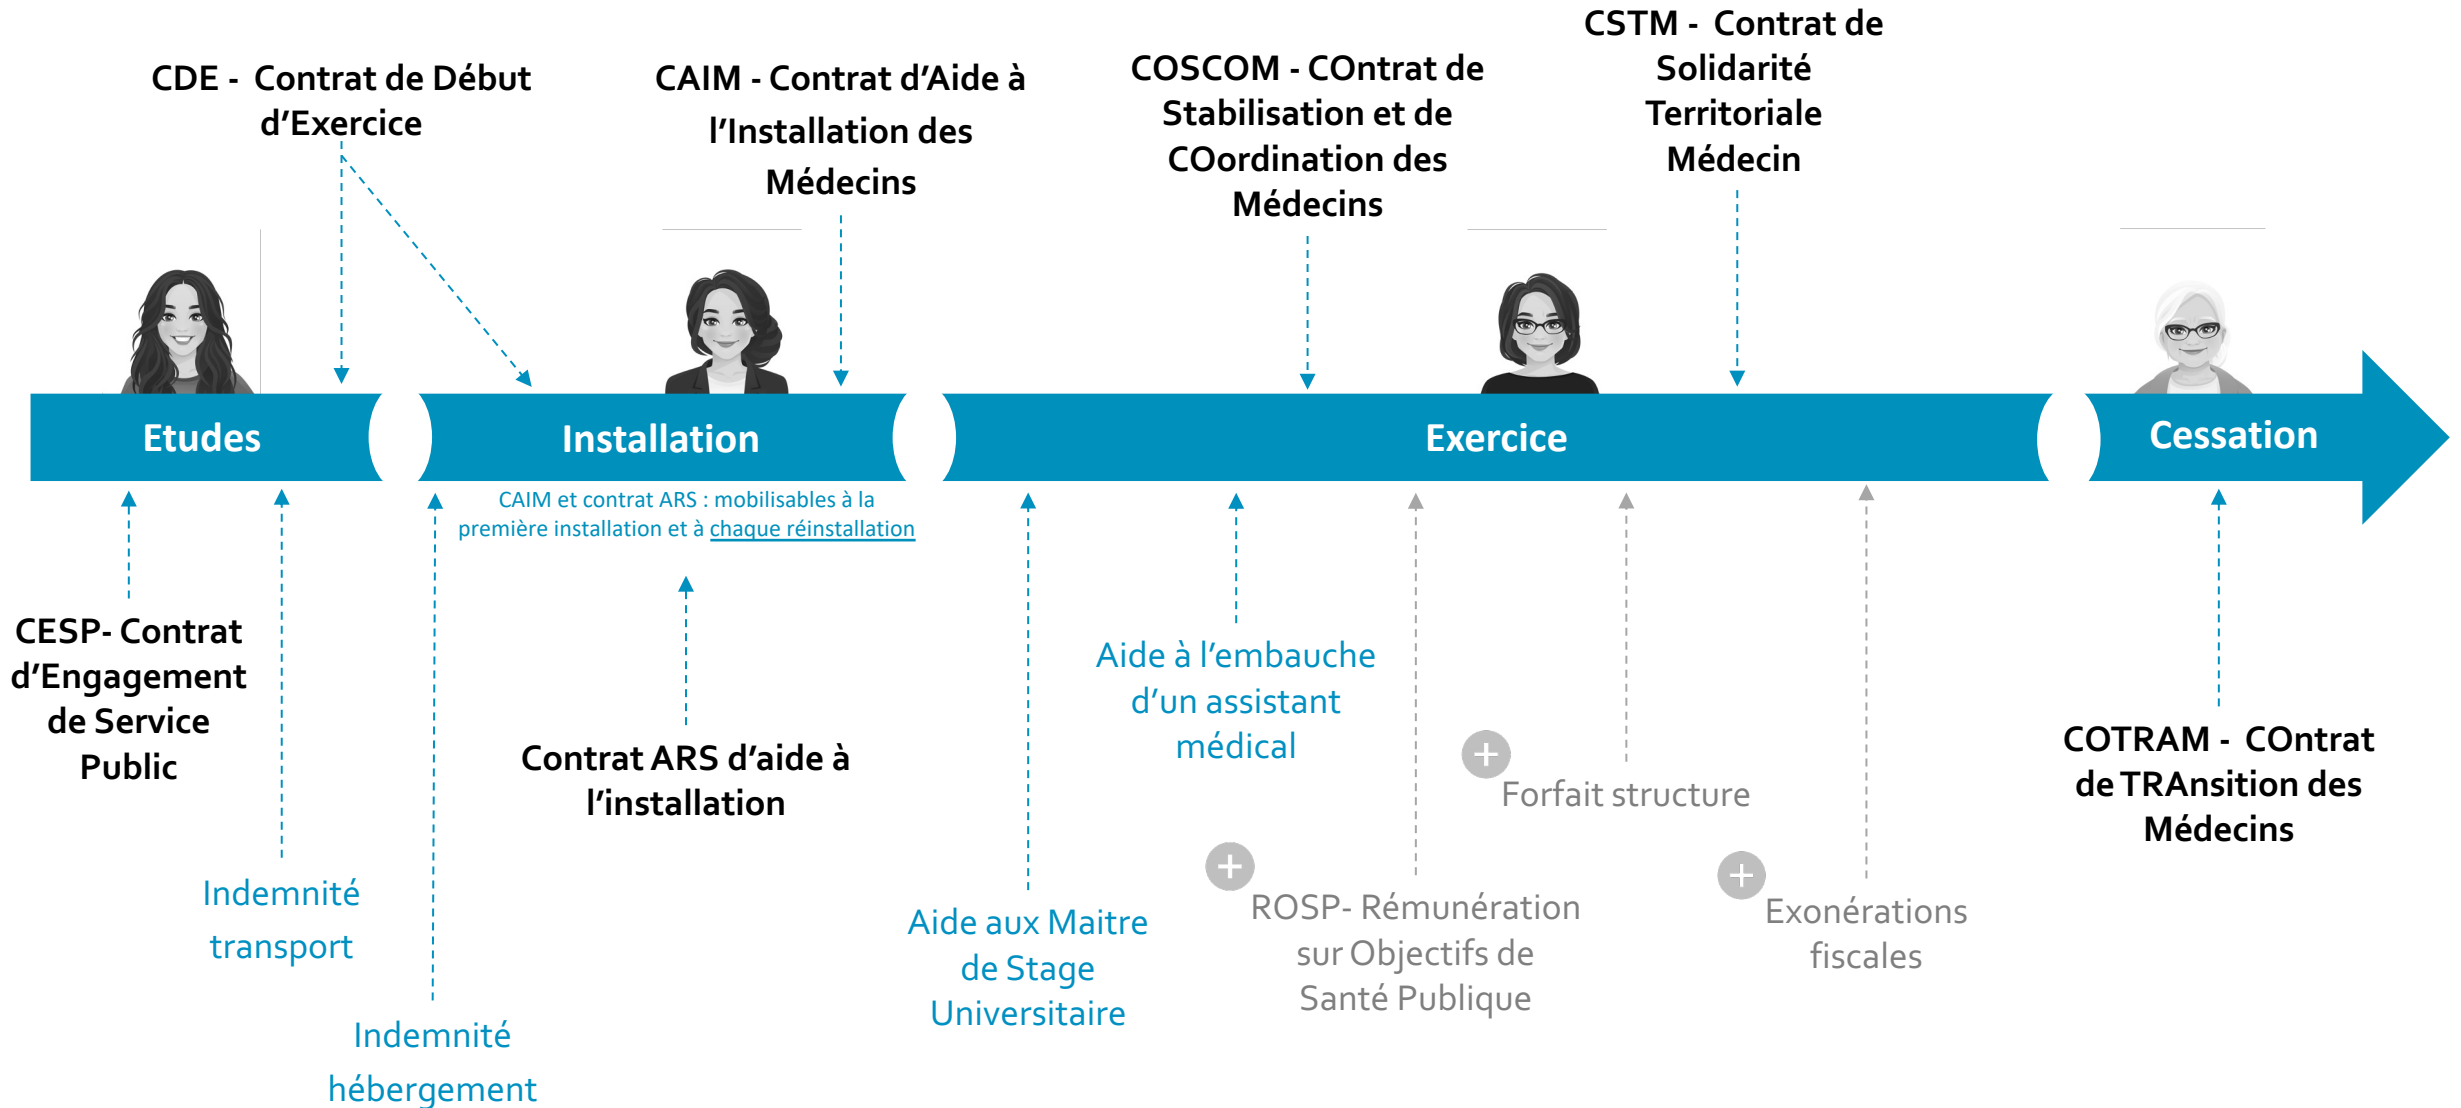 CDE - Contrat de Début
d'Exercice
CAIM - Contrat d'Aide à
l'Installation des
Médecins
COSCOM - COntrat de
Stabilisation et de
COordination des
Médecins
CSTM - Contrat de
Solidarité
Territoriale
Médecin
Etudes
Installation
Exercice
Cessation
CAIM et contrat ARS : mobilisables à la
première installation et à chaque réinstallation
CESP- Contrat
d'Engagement
de Service
Public
Indemnité
transport
Indemnité
hébergement
Contrat ARS d'aide à
l'installation
Aide aux Maitre
de Stage
Universitaire
Aide à l'embauche
d'un assistant
médical
+
ROSP- Rémunération
sur Objectifs de
Santé Publique
+
Forfait structure
+
Exonérations
fiscales
COTRAM - COntrat
de TRAnsition des
Médecins